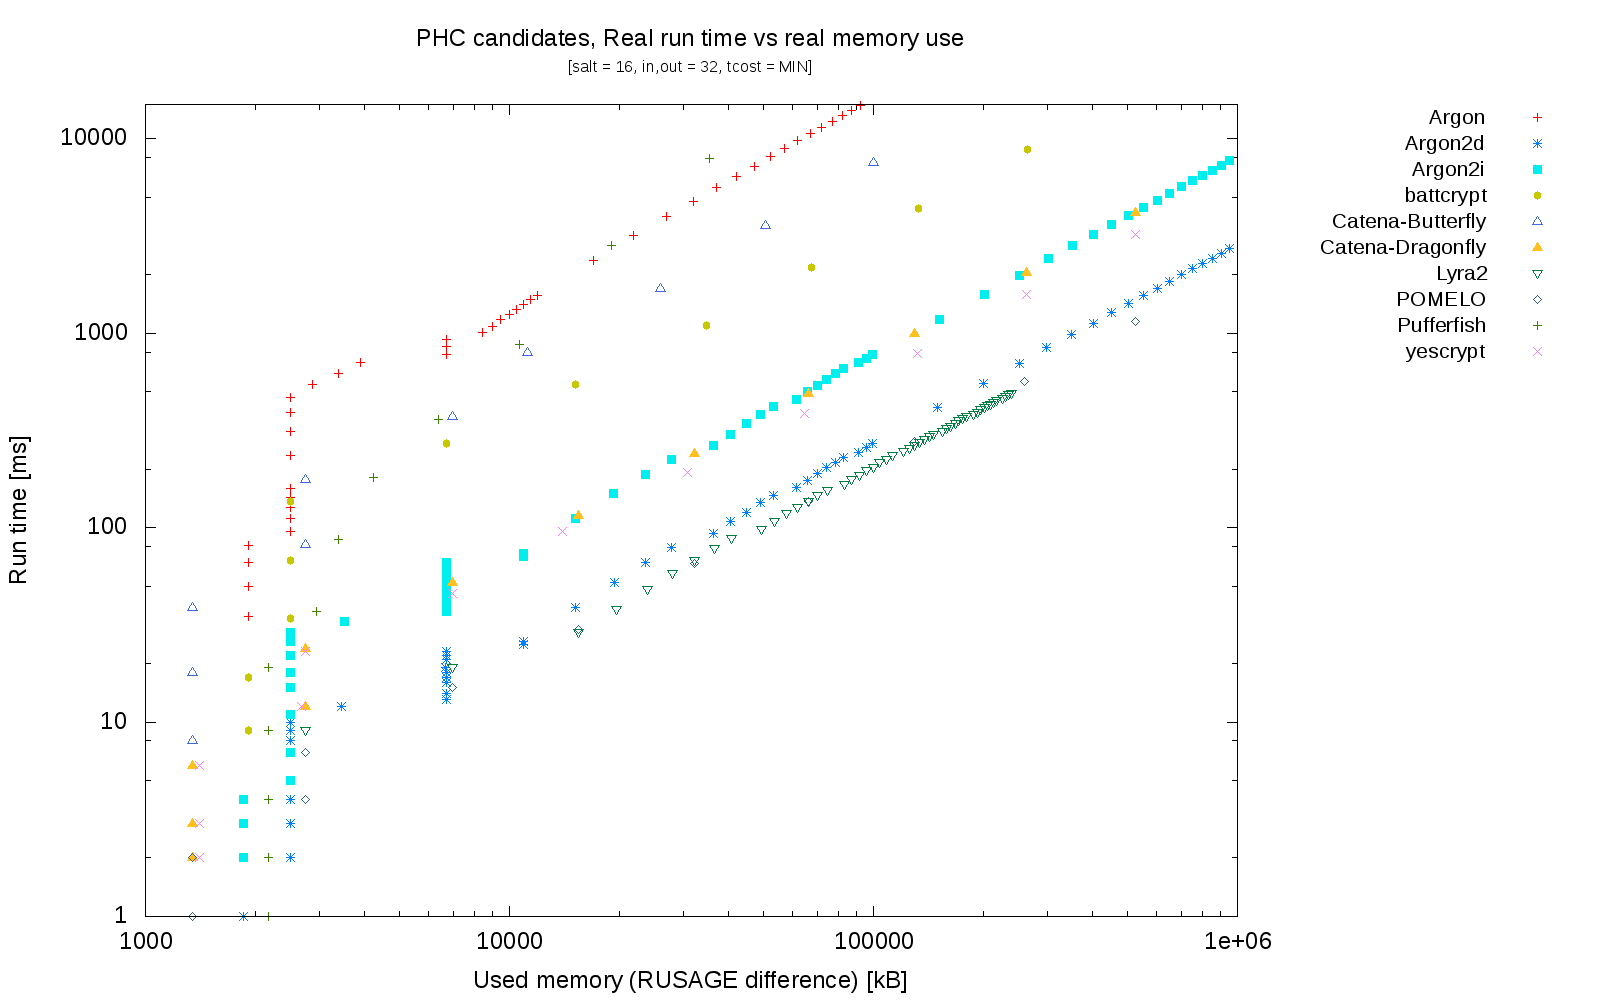 PHC candidates, Real run time vs real memory use
[salt = 16, in,out = 32, tcost = MIN]
Argon
Argon2d
Argon2i
battcrypt
Catena-Butterfly
Catena-Dragonfly
Lyra2
POMELO
Pufferfish
yescrypt
10000
1000
100
10
1
Run time [ms]
1000 10000 100000 1e+06
Used memory (RUSAGE difference) [kB]